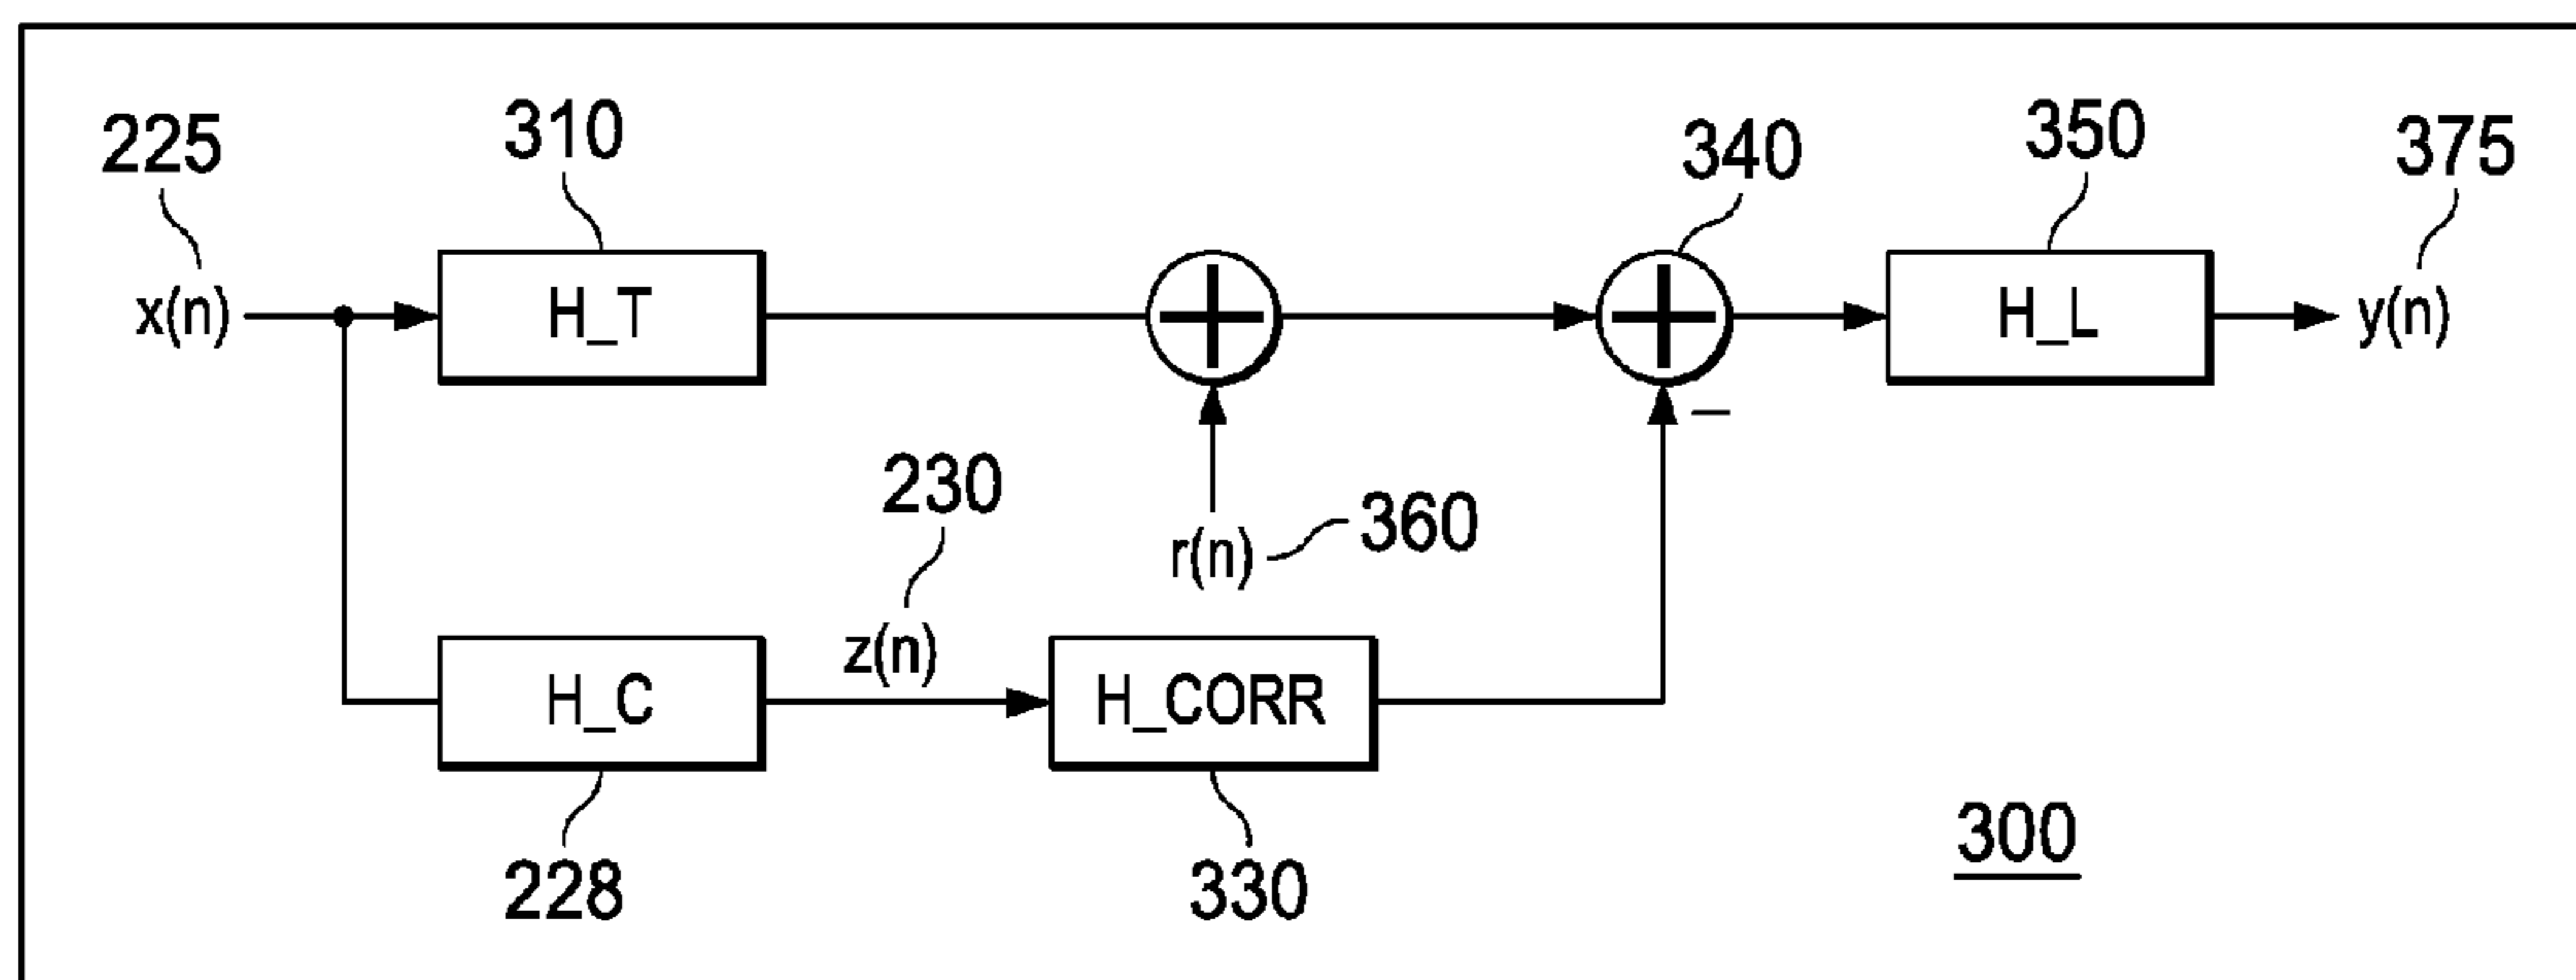 225
310
340
350
375
x(n)
H_T
H_L
y(n)
–
230
r(n)
360
z(n)
H_C
H_CORR
228
330
300